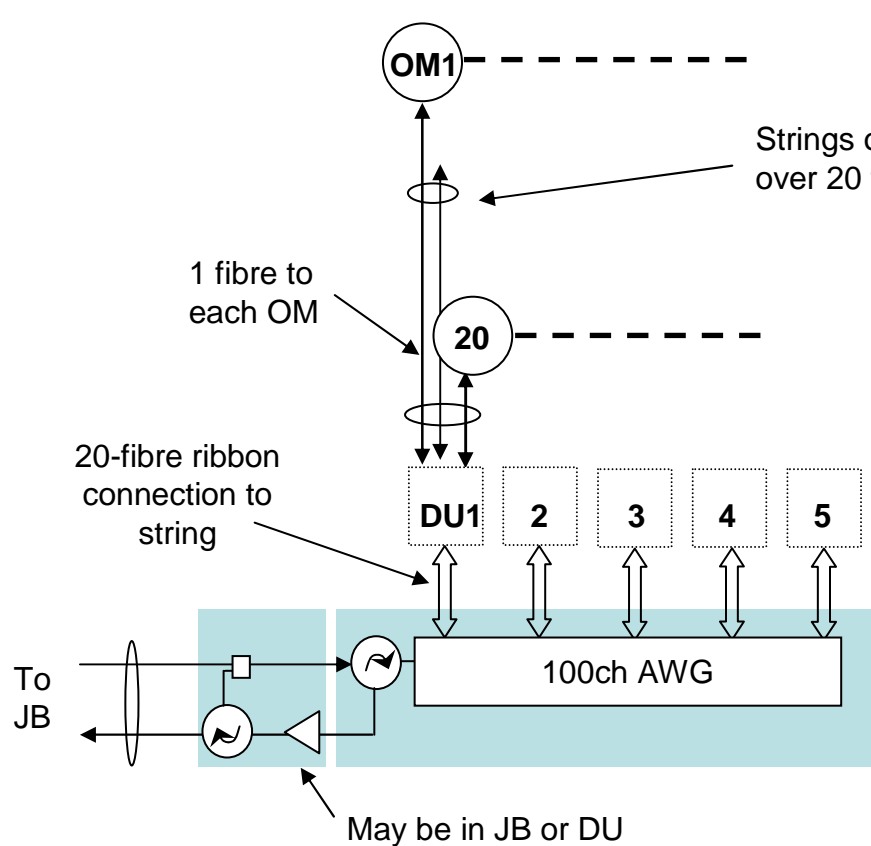 OM1
Strings
over 20
1 fibre to
each OM
20
20-fibre ribbon
connection to
string
DU1
2
3
4
5
100ch AWG
To
JB
May be in JB or DU